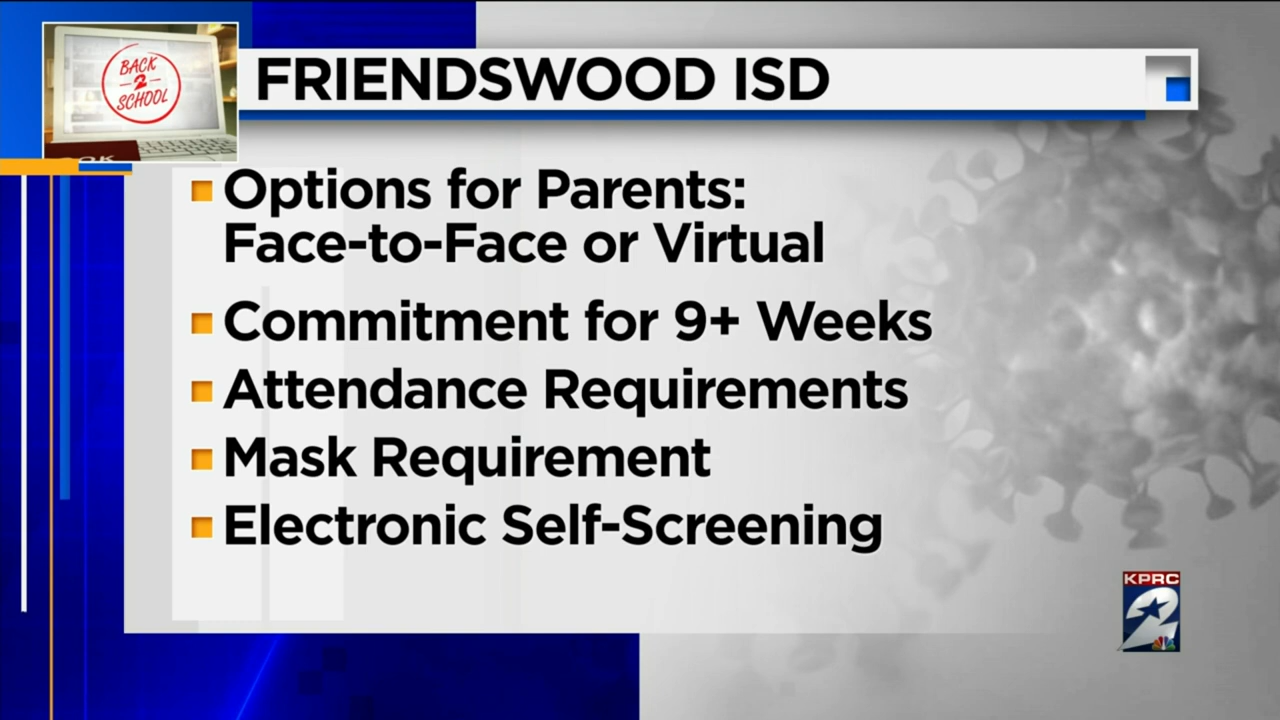 BACK
-2-
SCHOOL
FRIENDSWOOD ISD
Options for Parents:
Face-to-Face or Virtual
Commitment for 9+ Weeks
Attendance Requirements
Mask Requirement
Electronic Self-Screening
KPRC
2